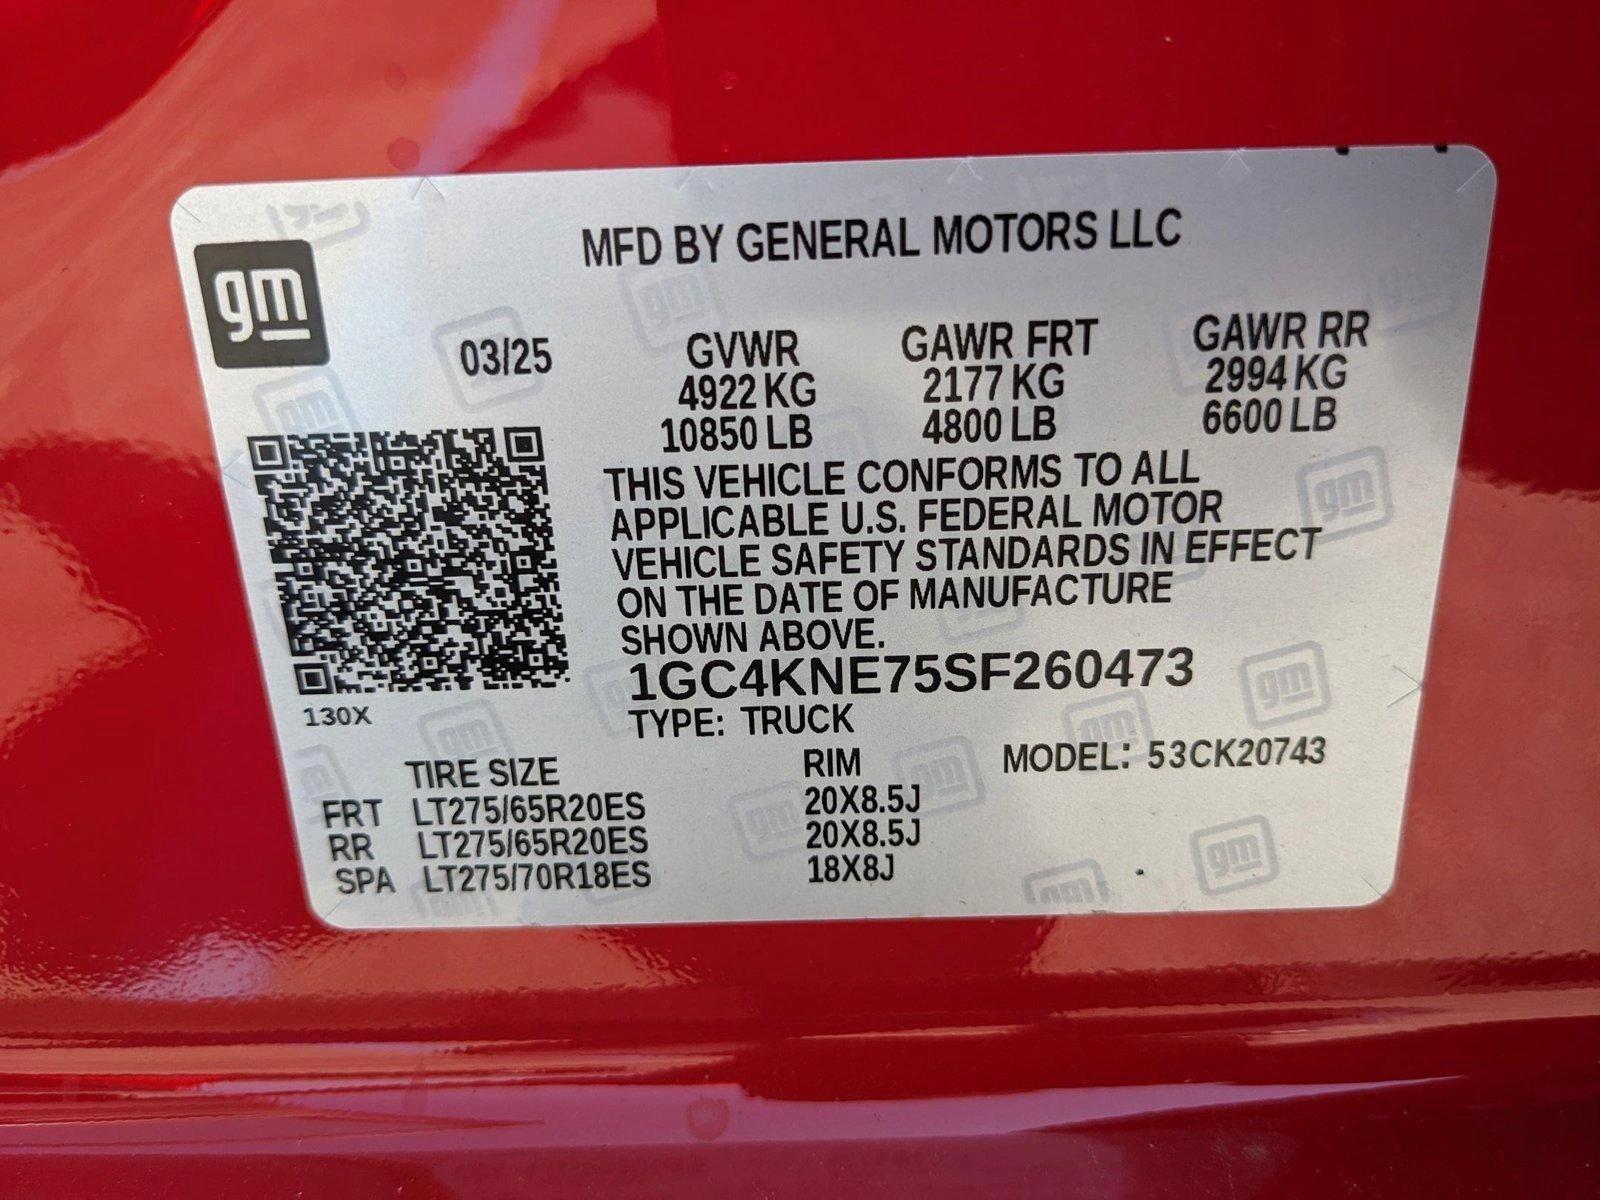 MFD BY GENERAL MOTORS LLC
gm
03/25 GVWR GAWR FRT GAWR RR
4922 KG 2177 KG 2994 KG
10850 LB 4800 LB 6600 LB
THIS VEHICLE CONFORMS TO ALL
APPLICABLE U.S. FEDERAL MOTOR
VEHICLE SAFETY STANDARDS IN EFFECT
ON THE DATE OF MANUFACTURE
SHOWN ABOVE.
1GC4KNE75SF260473
130X
TYPE: TRUCK
TIRE SIZE RIM MODEL: 53CK20743
FRT LT275/65R20ES 20X8.5J
RR LT275/65R20ES 20X8.5J
SPA LT275/70R18ES 18X8J